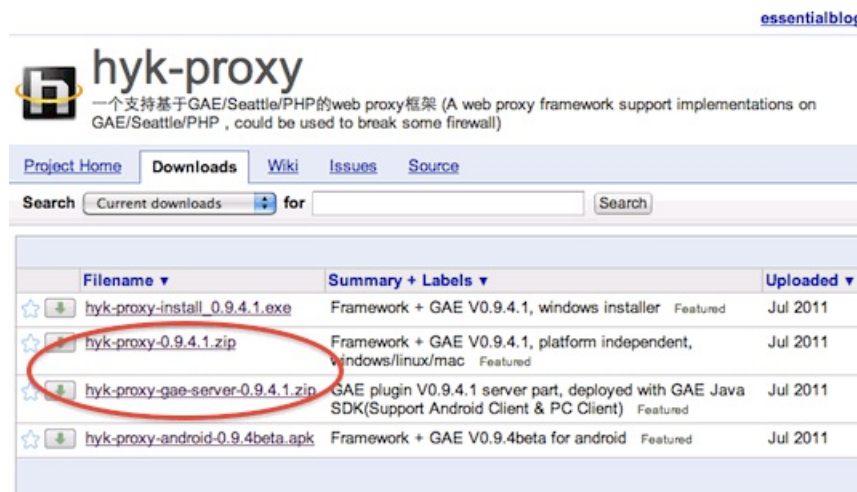 essentialblog
hyk-proxy
一个支持基于GAE/Seattle/PHP的web proxy框架 (A web proxy framework support implementations on
GAE/Seattle/PHP , could be used to break some firewall)
Project Home Downloads Wiki Issues Source
Search Current downloads for Search
Filename ▼ Summary + Labels ▼ Uploaded ▼
hyk-proxy-install_0.9.4.1.exe Framework + GAE V0.9.4.1, windows installer Featured Jul 2011
hyk-proxy-0.9.4.1.zip Framework + GAE V0.9.4.1, platform independent, Jul 2011
windows/linux/mac Featured
hyk-proxy-gae-server-0.9.4.1.zip GAE plugin V0.9.4.1 server part, deployed with GAE Java Jul 2011
SDK(Support Android Client & PC Client) Featured
hyk-proxy-android-0.9.4beta.apk Framework + GAE V0.9.4beta for android Featured Jul 2011